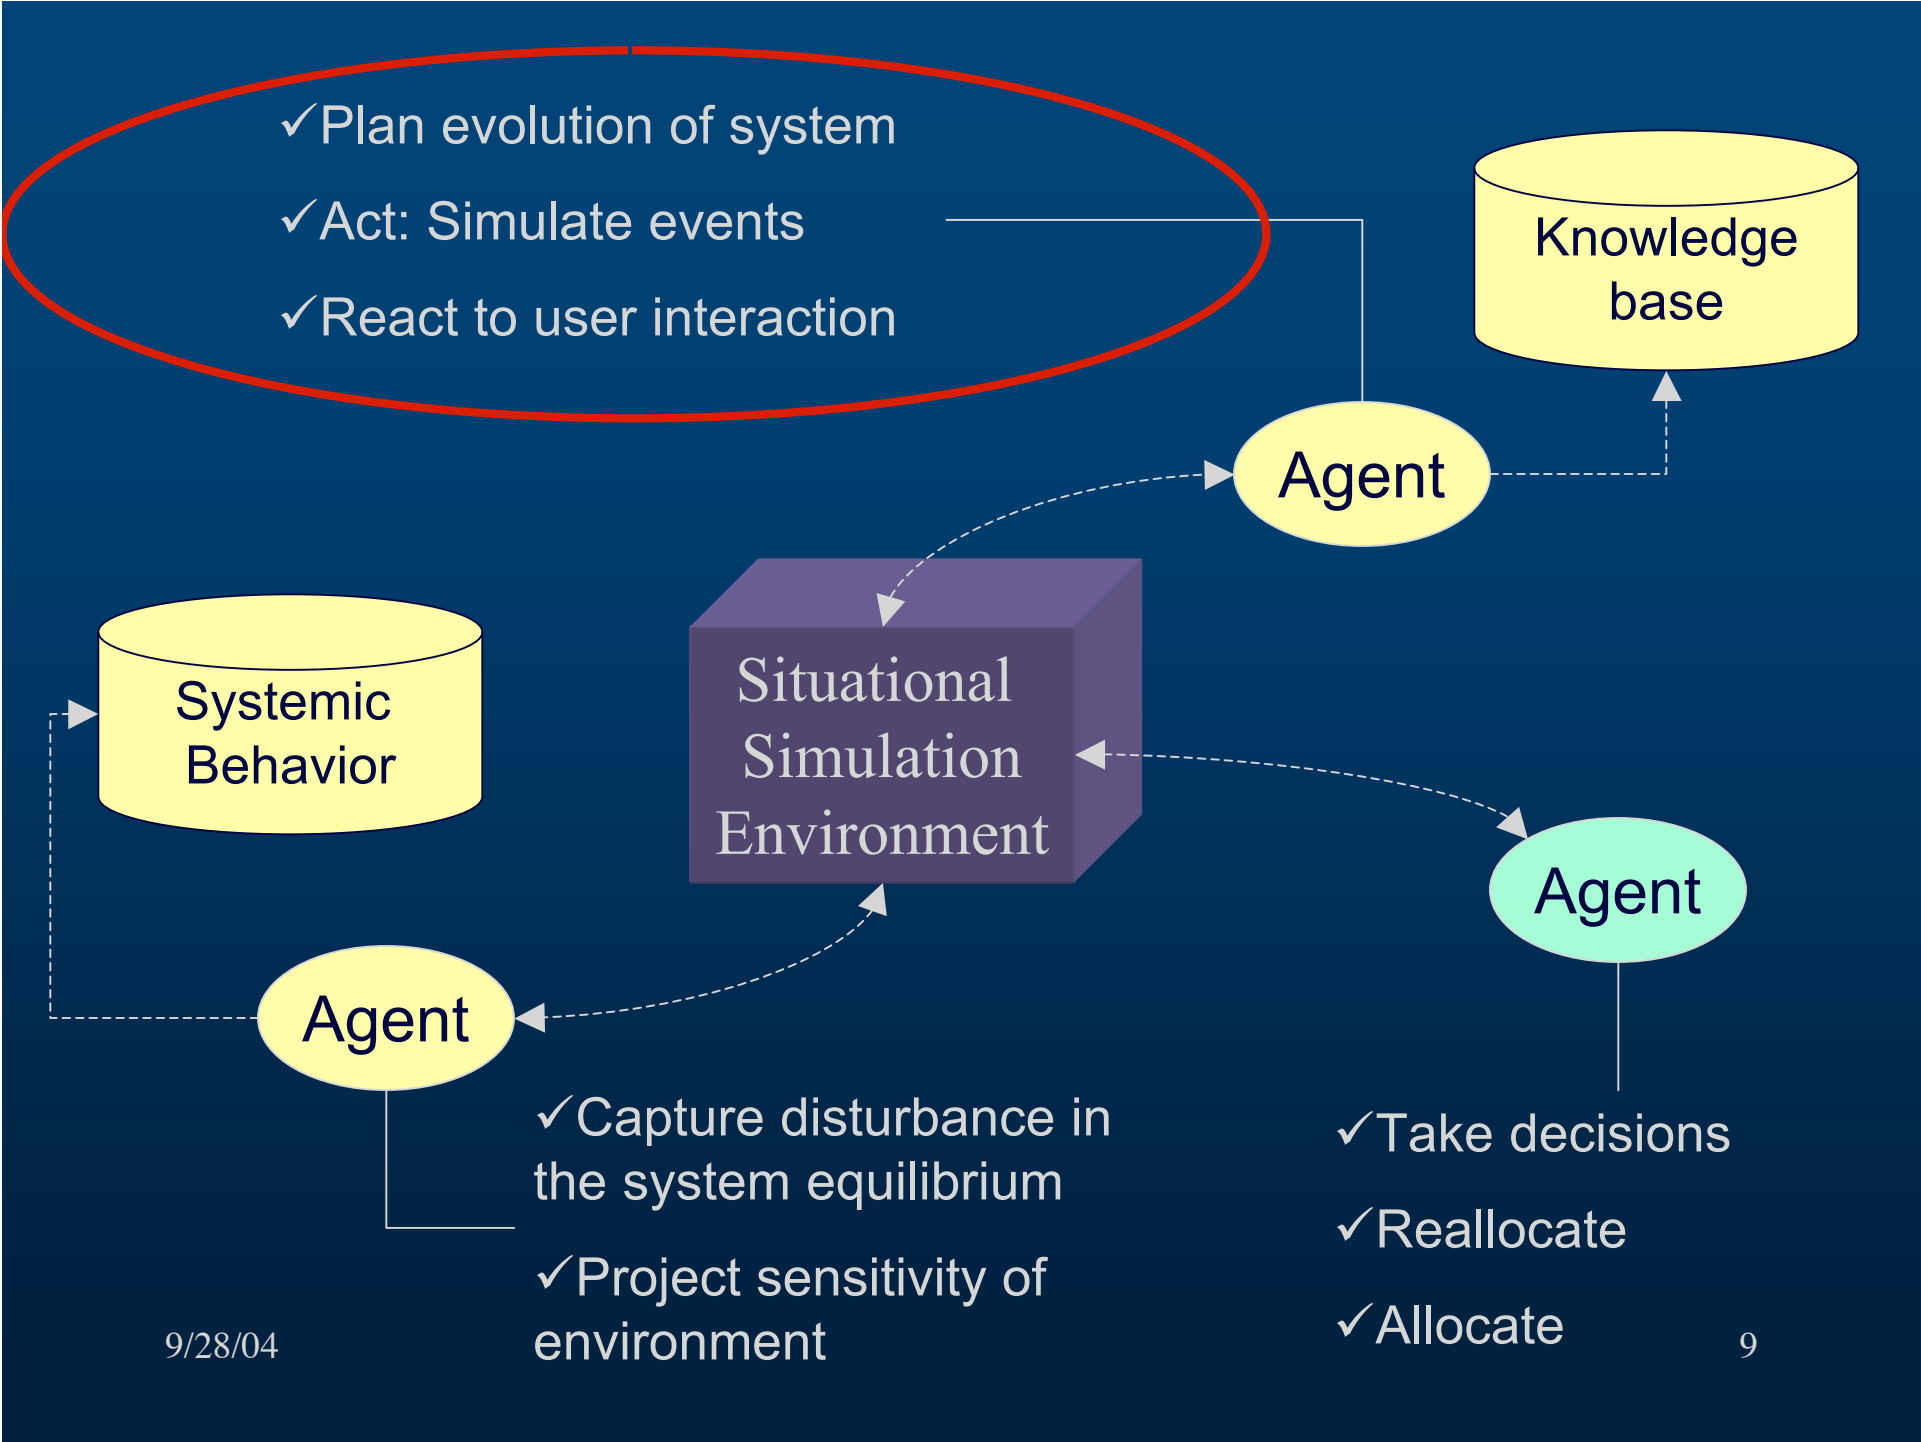 ✓Plan evolution of system
✓Act: Simulate events
✓React to user interaction
Knowledge
base
Agent
Situational
Simulation
Environment
Systemic
Behavior
Agent
Agent
✓Capture disturbance in
the system equilibrium
✓Project sensitivity of
environment
✓Take decisions
✓Reallocate
✓Allocate
9/28/04
9